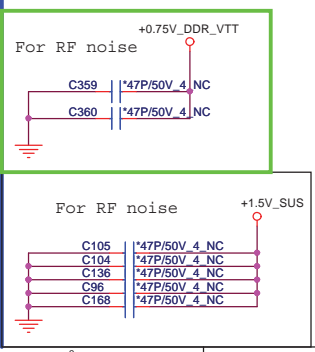 +0.75V_DDR_VTT
For RF noise
C359 *47P/50V_4_NC
C360 *47P/50V_4_NC
+1.5V_SUS
For RF noise
C105 *47P/50V_4_NC
C104 *47P/50V_4_NC
C136 *47P/50V_4_NC
C96 *47P/50V_4_NC
C168 *47P/50V_4_NC